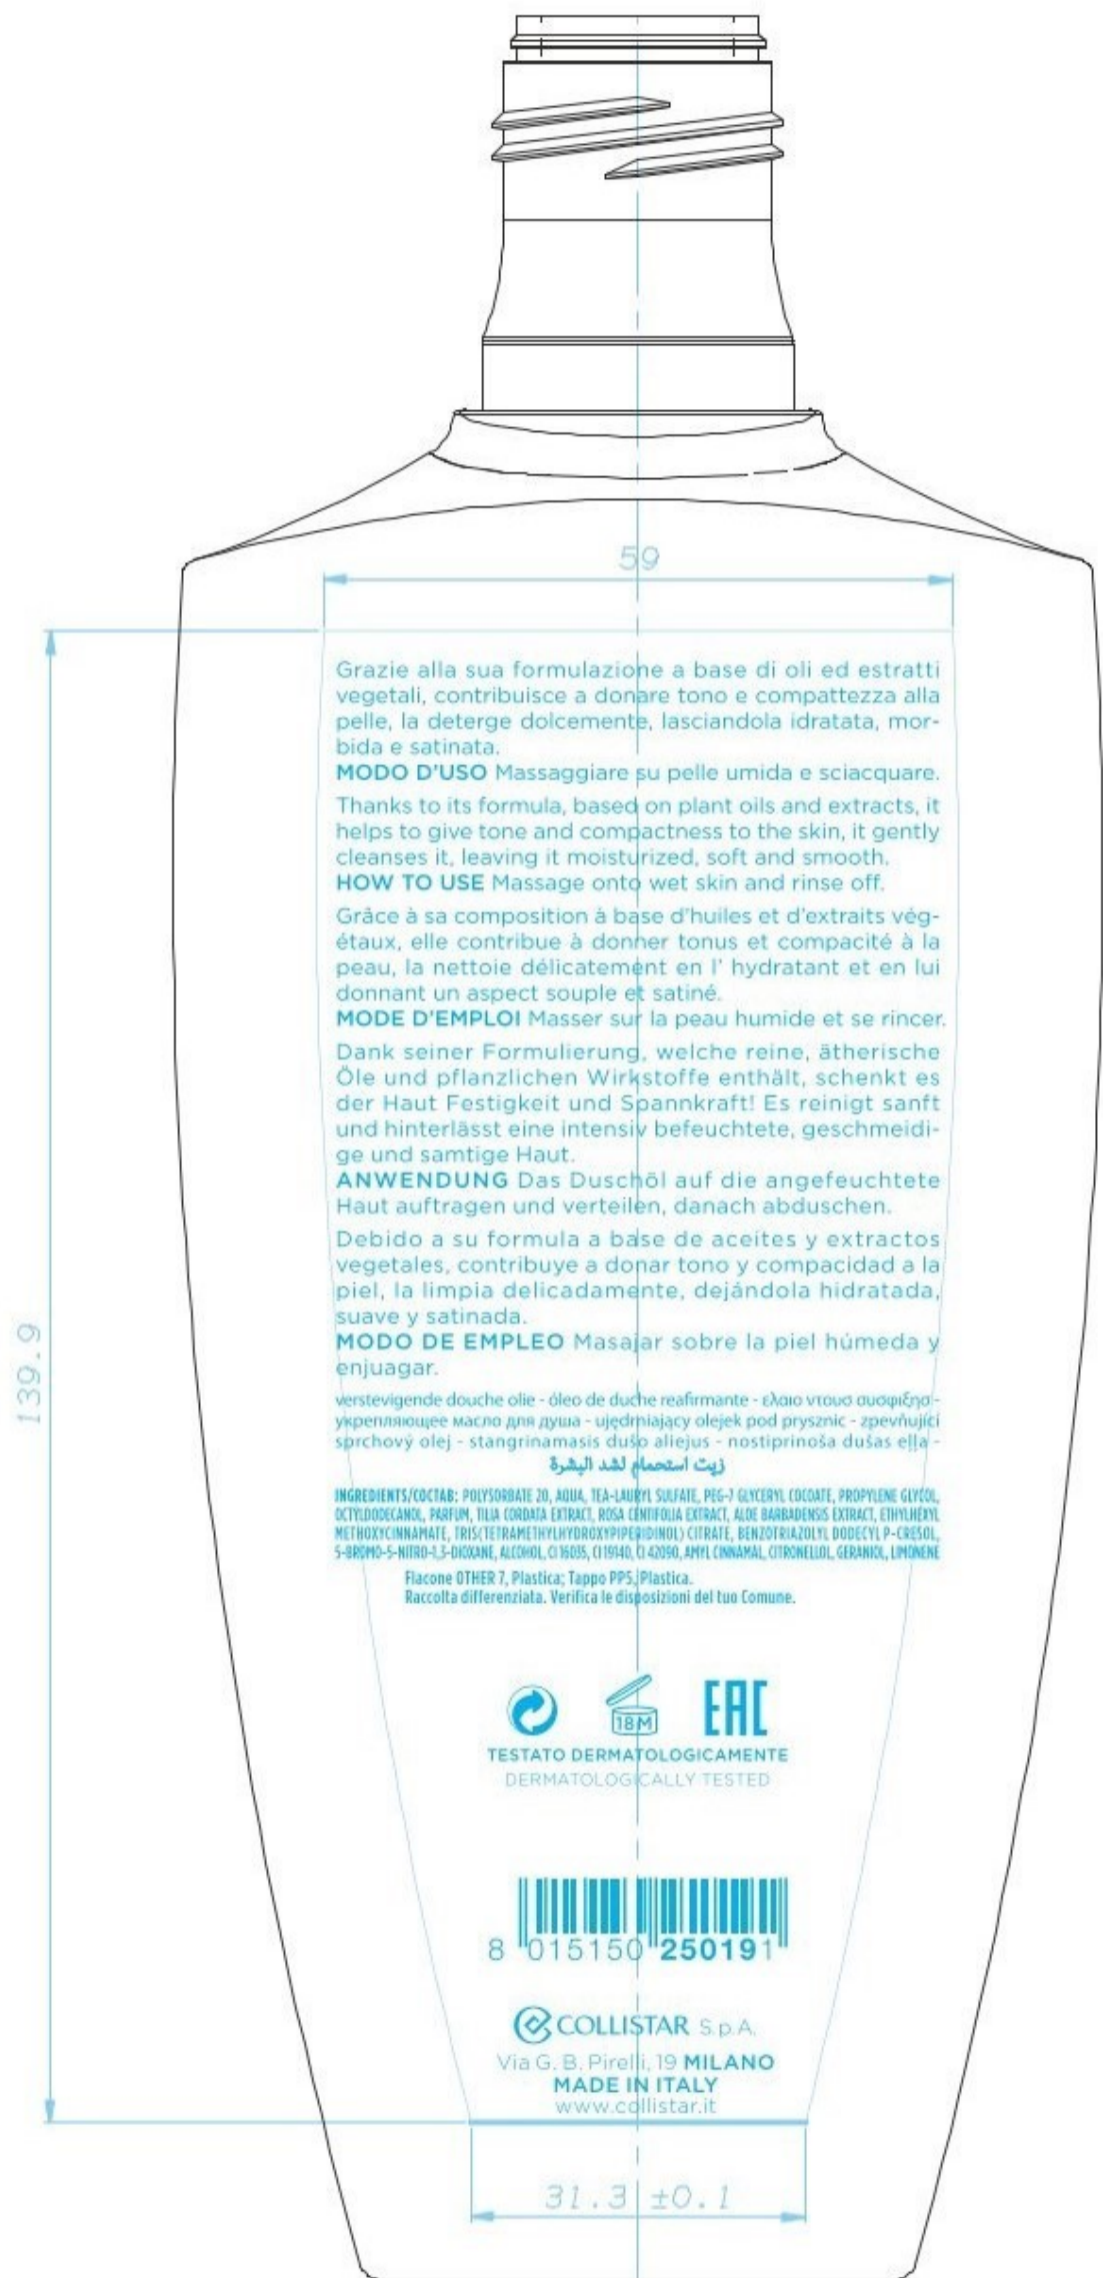 59
139.9
Grazie alla sua formulazione a base di oli ed estratti
vegetali, contribuisce a donare tono e compattezza alla
pelle, la deterge dolcemente, lasciandola idratata, mor-
bida e satinata.
MODO D'USO Massaggiare su pelle umida e sciacquare.
Thanks to its formula, based on plant oils and extracts, it
helps to give tone and compactness to the skin, it gently
cleanses it, leaving it moisturized, soft and smooth.
HOW TO USE Massage onto wet skin and rinse off.
Grâce à sa composition à base d'huiles et d'extraits vég-
étaux, elle contribue à donner tonus et compacité à la
peau, la nettoie délicatement en l' hydratant et en lui
donnant un aspect souple et satiné.
MODE D'EMPLOI Masser sur la peau humide et se rincer.
Dank seiner Formulierung, welche reine, ätherische
Öle und pflanzlichen Wirkstoffe enthält, schenkt es
der Haut Festigkeit und Spannkraft! Es reinigt sanft
und hinterlässt eine intensiv befeuchtete, geschmeidi-
ge und samtige Haut.
ANWENDUNG Das Duschöl auf die angefeuchtete
Haut auftragen und verteilen, danach abduschen.
Debido a su formula a base de aceites y extractos
vegetales, contribuye a donar tono y compacidad a la
piel, la limpia delicadamente, dejándola hidratada,
suave y satinada.
MODO DE EMPLEO Masajar sobre la piel húmeda y
enjuagar.
verstevigende douche olie - óleo de duche reafirmante - ελαιο ντουσ συσφιξησ -
укрепляющее масло для душа - ujędrniający olejek pod prysznic - zpevňující
sprchový olej - stangrinamasis dušo aliejus - nostiprinoša dušas eļļa -
زيت استحمام لشد البشرة
INGREDIENTS/СОСТАВ: POLYSORBATE 20, AQUA, TEA-LAURYL SULFATE, PEG-7 GLYCERYL COCOATE, PROPYLENE GLYCOL,
OCTYLDODECANOL, PARFUM, TILIA CORDATA EXTRACT, ROSA CENTIFOLIA EXTRACT, ALOE BARBADENSIS EXTRACT, ETHYLHEXYL
METHOXYCINNAMATE, TRIS(TETRAMETHYLHYDROXYPIPERIDINOL) CITRATE, BENZOTRIAZOLYL DODECYL P-CRESOL,
5-BROMO-5-NITRO-1,3-DIOXANE, ALCOHOL, CI 16035, CI 19140, CI 42090, AMYL CINNAMAL, CITRONELLOL, GERANIOL, LIMONENE
Flacone OTHER 7, Plastica; Tappo PP5, Plastica.
Raccolta differenziata. Verifica le disposizioni del tuo Comune.
18M
EAC
TESTATO DERMATOLOGICAMENTE
DERMATOLOGICALLY TESTED
8 015150 250191
COLLISTAR S.p.A.
Via G. B. Pirelli, 19 MILANO
MADE IN ITALY
www.collistar.it
31.3 ±0.1